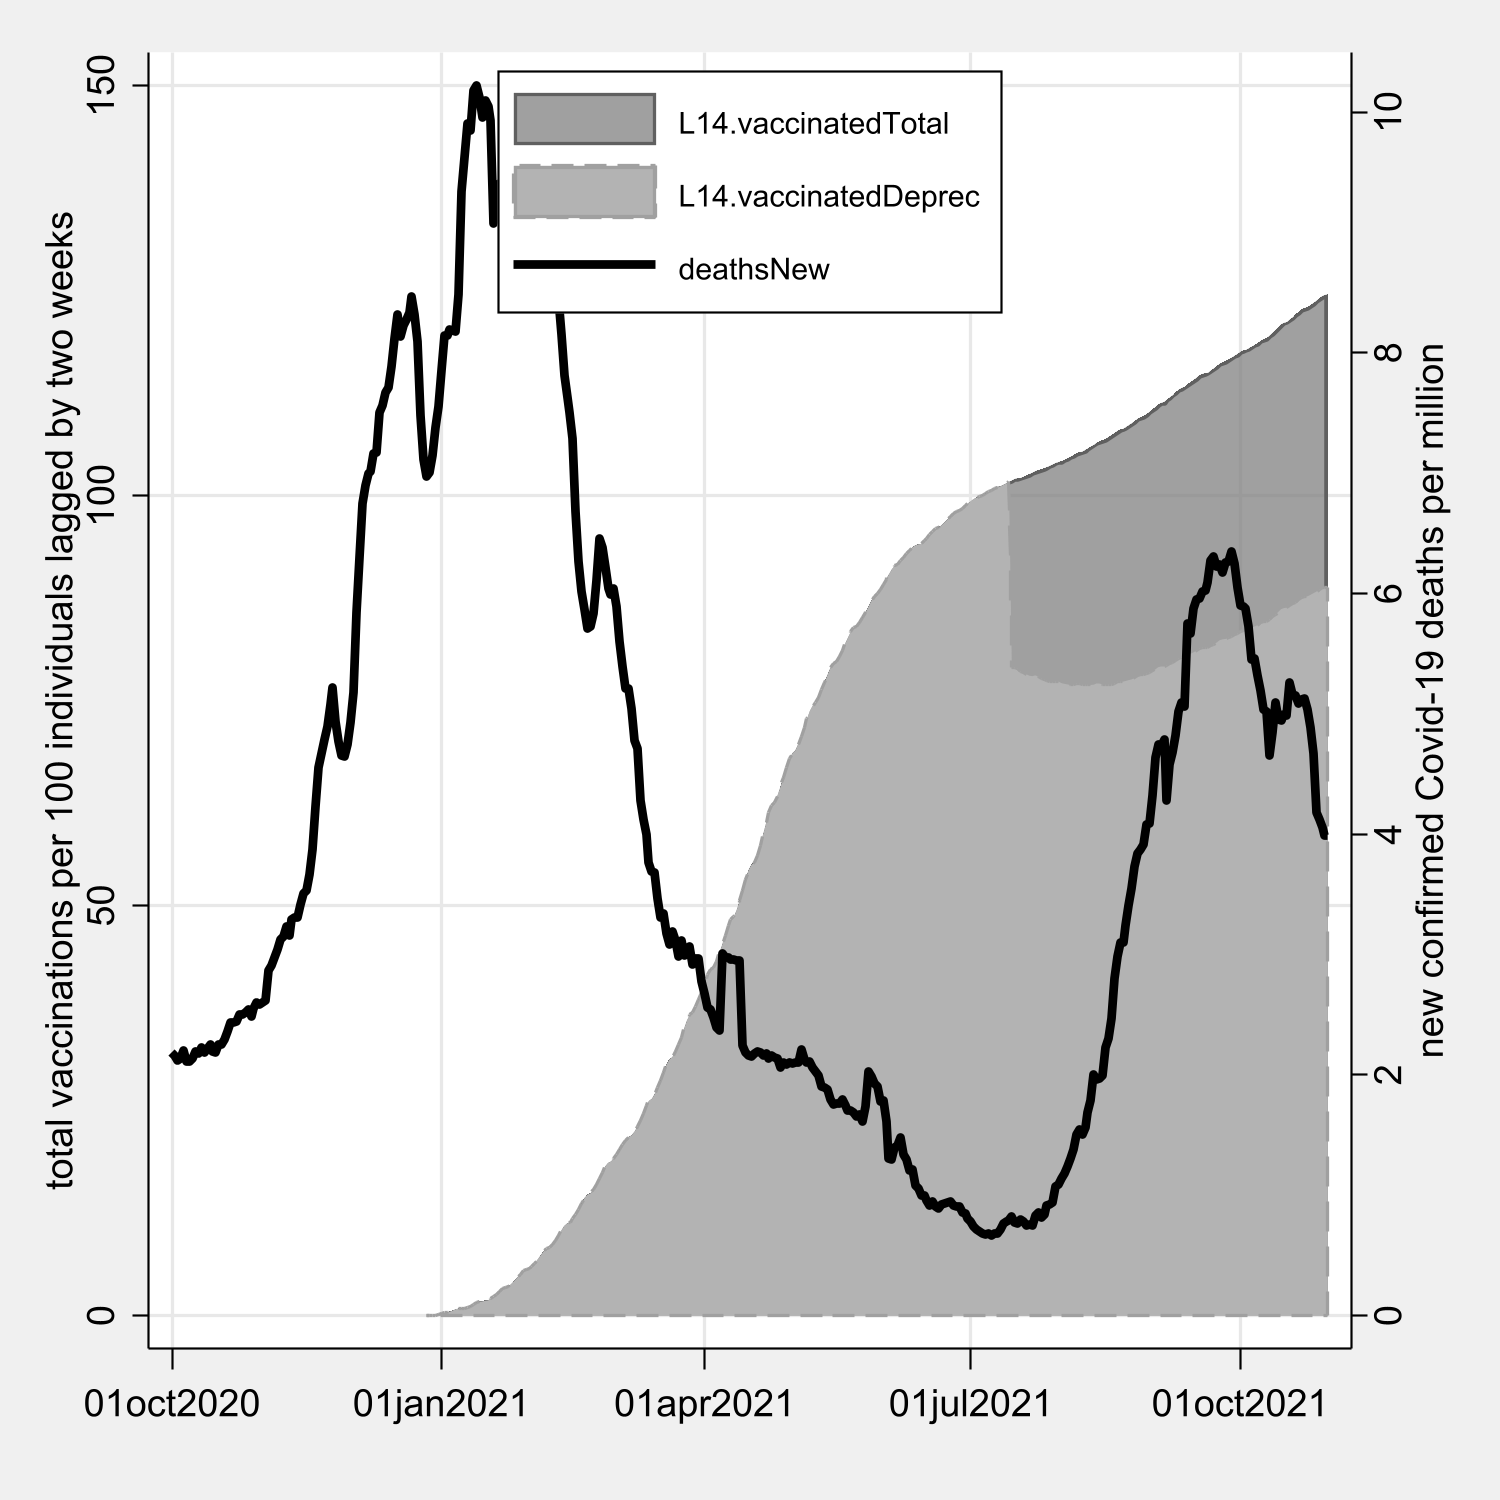 total vaccinations per 100 individuals lagged by two weeks
150
100
50
0
L14.vaccinatedTotal
L14.vaccinatedDeprec
deathsNew
10
8
6
4
2
0
new confirmed Covid-19 deaths per million
01oct2020
01jan2021
01apr2021
01jul2021
01oct2021